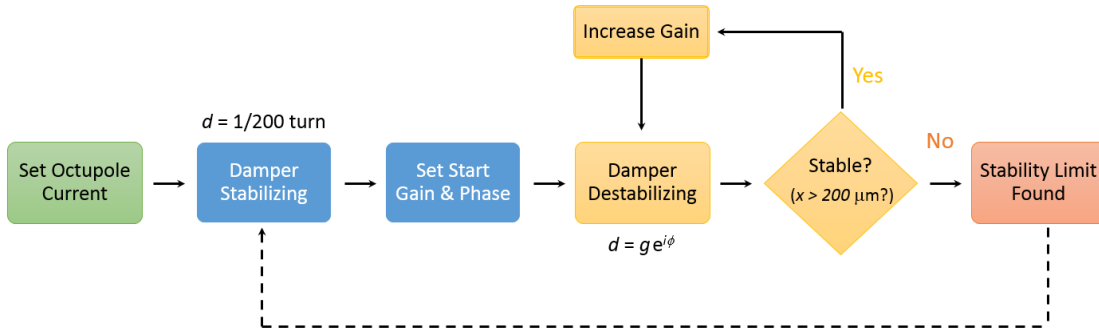 Increase Gain
Yes
d = 1/200 turn
Set Octupole
Current
Damper
Stabilizing
Set Start
Gain & Phase
Damper
Destabilizing
d = g e^{iϕ}
Stable?
(x > 200 μm?)
No
Stability Limit
Found